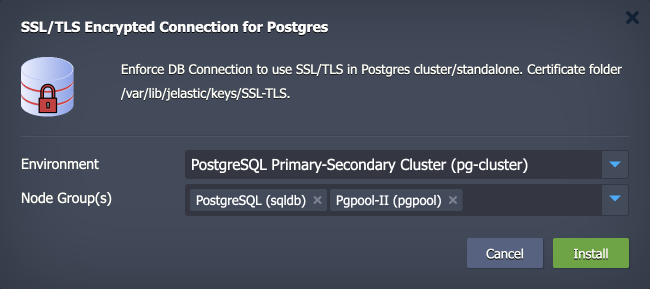 SSL/TLS Encrypted Connection for Postgres
Enforce DB Connection to use SSL/TLS in Postgres cluster/standalone. Certificate folder
/var/lib/jelastic/keys/SSL-TLS.
Environment PostgreSQL Primary-Secondary Cluster (pg-cluster)
Node Group(s) PostgreSQL (sqldb) × Pgpool-II (pgpool) ×
Cancel Install